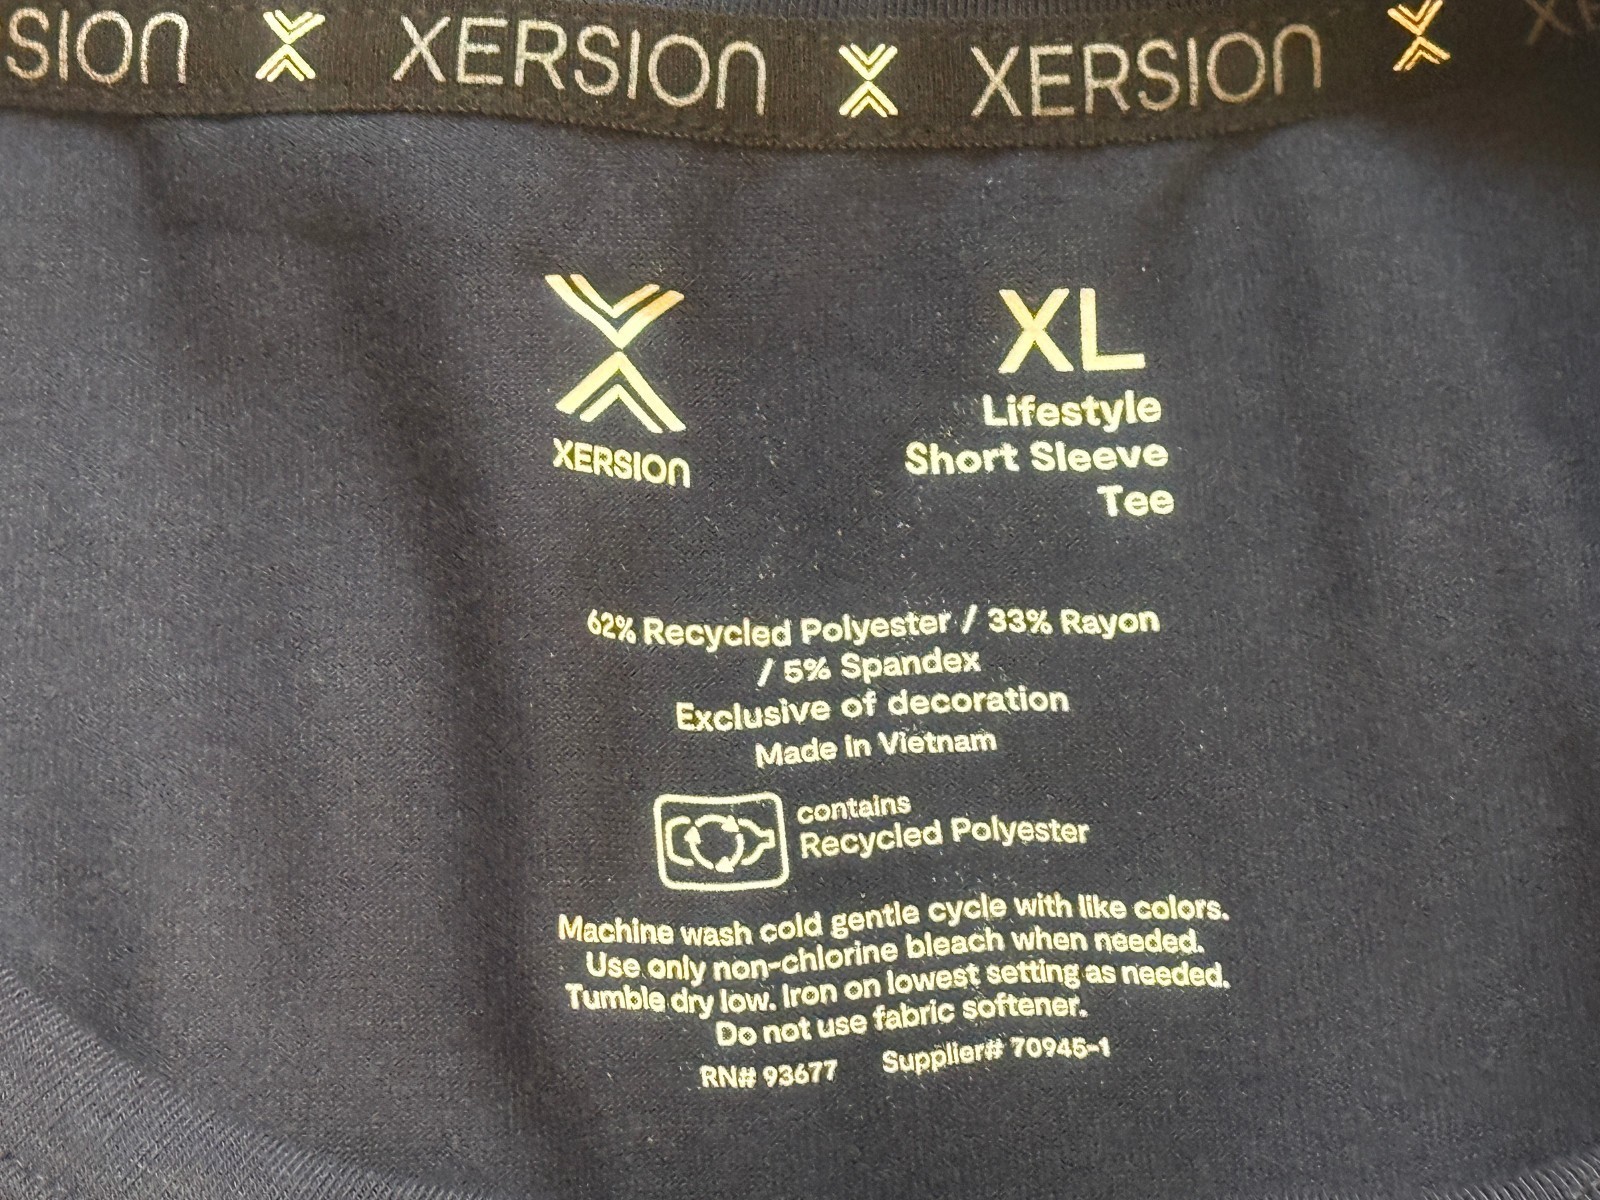 SION XERSION XERSION XE
XERSION
XL
Lifestyle
Short Sleeve
Tee
62% Recycled Polyester / 33% Rayon
/ 5% Spandex
Exclusive of decoration
Made in Vietnam
contains
Recycled Polyester
Machine wash cold gentle cycle with like colors.
Use only non-chlorine bleach when needed.
Tumble dry low. Iron on lowest setting as needed.
Do not use fabric softener.
RN# 93677 Supplier# 70945-1